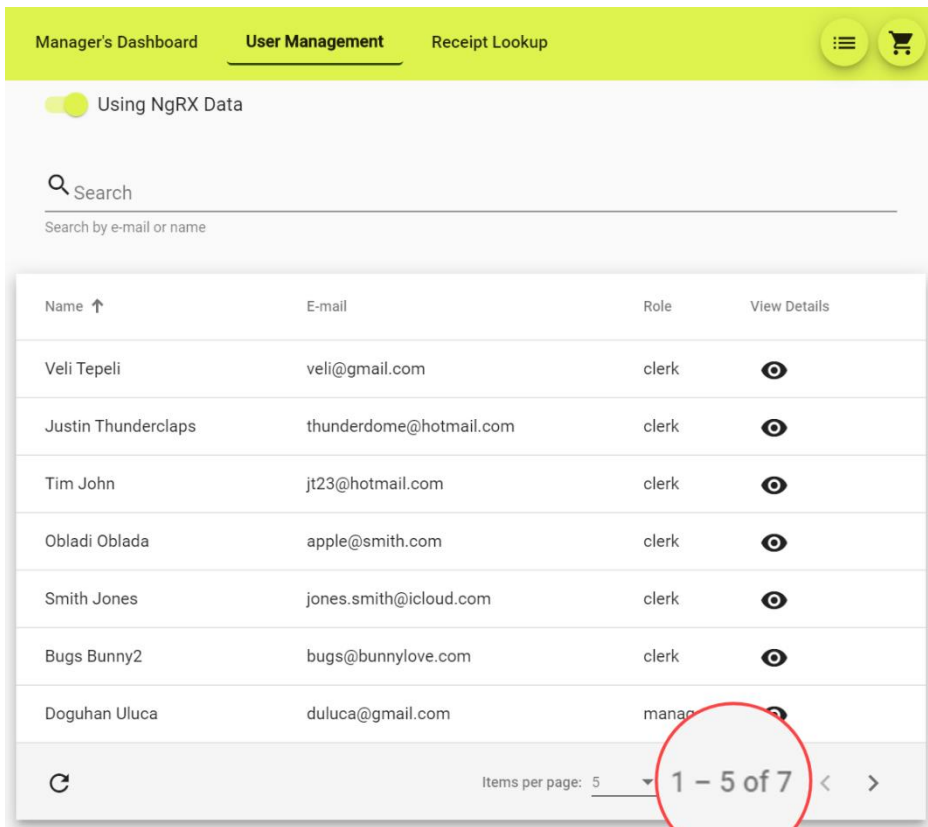 Manager's Dashboard User Management Receipt Lookup
Using NgRX Data
Search
Search by e-mail or name
Name E-mail Role View Details
Veli Tepeli veli@gmail.com clerk
Justin Thunderclaps thunderdome@hotmail.com clerk
Tim John jt23@hotmail.com clerk
Obladi Oblada apple@smith.com clerk
Smith Jones jones.smith@icloud.com clerk
Bugs Bunny2 bugs@bunnylove.com clerk
Doguhan Uluca duluca@gmail.com manag
Items per page: 5 1 – 5 of 7